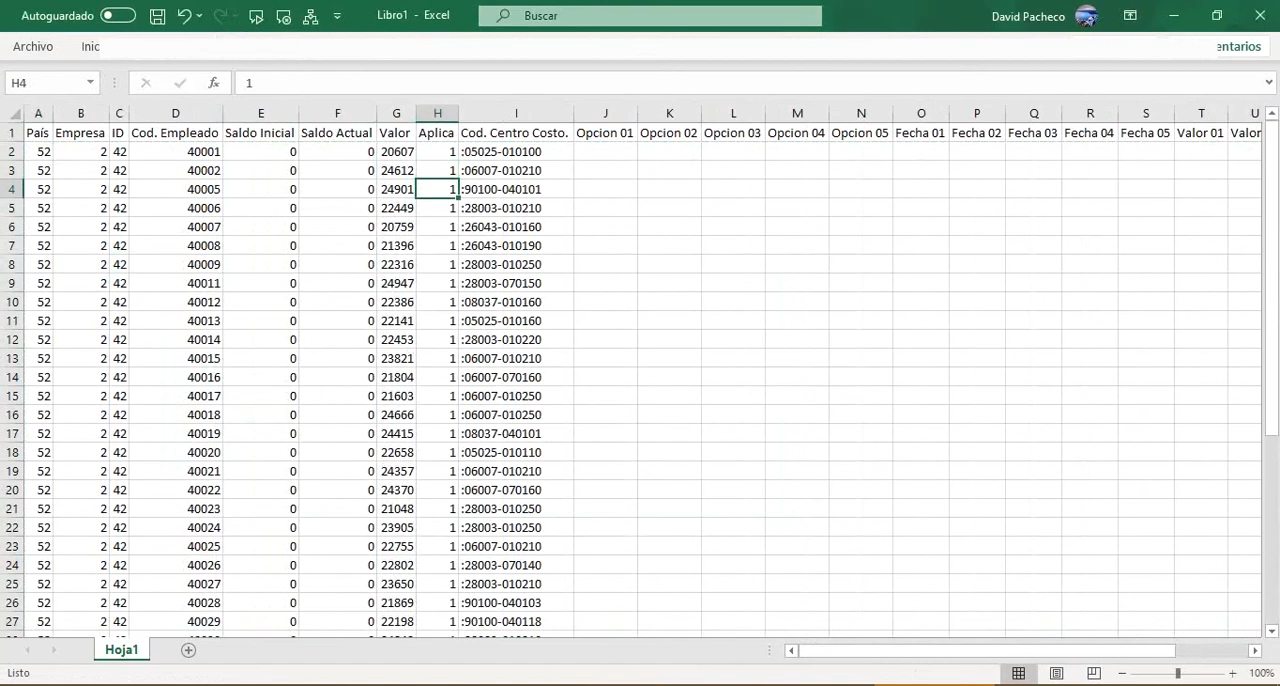 Autoguardado Libro1 - Excel Buscar David Pacheco
Archivo Inic entarios
H4 fx 1
A B C D E F G H I J K L M N O P Q R S T U
1 País Empresa ID Cod. Empleado Saldo Inicial Saldo Actual Valor Aplica Cod. Centro Costo. Opcion 01 Opcion 02 Opcion 03 Opcion 04 Opcion 05 Fecha 01 Fecha 02 Fecha 03 Fecha 04 Fecha 05 Valor 01 Valor
2 52 2 42 40001 0 0 20607 1 :05025-010100
3 52 2 42 40002 0 0 24612 1 :06007-010210
4 52 2 42 40005 0 0 24901 1 :90100-040101
5 52 2 42 40006 0 0 22449 1 :28003-010210
6 52 2 42 40007 0 0 20759 1 :26043-010160
7 52 2 42 40008 0 0 21396 1 :26043-010190
8 52 2 42 40009 0 0 22316 1 :28003-010250
9 52 2 42 40011 0 0 24947 1 :28003-070150
10 52 2 42 40012 0 0 22386 1 :08037-010160
11 52 2 42 40013 0 0 22141 1 :05025-010160
12 52 2 42 40014 0 0 22453 1 :28003-010220
13 52 2 42 40015 0 0 23821 1 :06007-010210
14 52 2 42 40016 0 0 21804 1 :06007-070160
15 52 2 42 40017 0 0 21603 1 :06007-010250
16 52 2 42 40018 0 0 24666 1 :06007-010250
17 52 2 42 40019 0 0 24415 1 :08037-040101
18 52 2 42 40020 0 0 22658 1 :05025-010110
19 52 2 42 40021 0 0 24357 1 :06007-010210
20 52 2 42 40022 0 0 24370 1 :06007-070160
21 52 2 42 40023 0 0 21048 1 :28003-010250
22 52 2 42 40024 0 0 23905 1 :28003-010250
23 52 2 42 40025 0 0 22755 1 :06007-010210
24 52 2 42 40026 0 0 22802 1 :28003-070140
25 52 2 42 40027 0 0 23650 1 :28003-010210
26 52 2 42 40028 0 0 21869 1 :90100-040103
27 52 2 42 40029 0 0 22198 1 :90100-040118
Hoja1
Listo 100%